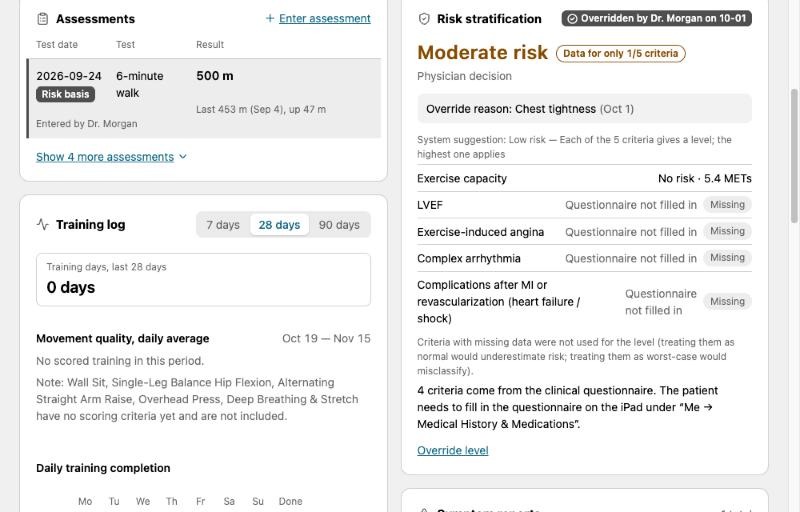 Assessments
+ Enter assessment
Test date Test Result
2026-09-24 6-minute walk 500 m
Risk basis
Last 453 m (Sep 4), up 47 m
Entered by Dr. Morgan
Show 4 more assessments
Training log
7 days 28 days 90 days
Training days, last 28 days
0 days
Movement quality, daily average Oct 19 — Nov 15
No scored training in this period.
Note: Wall Sit, Single-Leg Balance Hip Flexion, Alternating
Straight Arm Raise, Overhead Press, Deep Breathing & Stretch
have no scoring criteria yet and are not included.
Daily training completion
Mo Tu We Th Fr Sa Su Done
Risk stratification
Overridden by Dr. Morgan on 10-01
Moderate risk Data for only 1/5 criteria
Physician decision
Override reason: Chest tightness (Oct 1)
System suggestion: Low risk — Each of the 5 criteria gives a level; the
highest one applies
Exercise capacity No risk · 5.4 METs
LVEF Questionnaire not filled in Missing
Exercise-induced angina Questionnaire not filled in Missing
Complex arrhythmia Questionnaire not filled in Missing
Complications after MI or
revascularization (heart failure /
shock)
Questionnaire
not filled in
Missing
Criteria with missing data were not used for the level (treating them as
normal would underestimate risk; treating them as worst-case would
misclassify).
4 criteria come from the clinical questionnaire. The patient
needs to fill in the questionnaire on the iPad under “Me →
Medical History & Medications”.
Override level